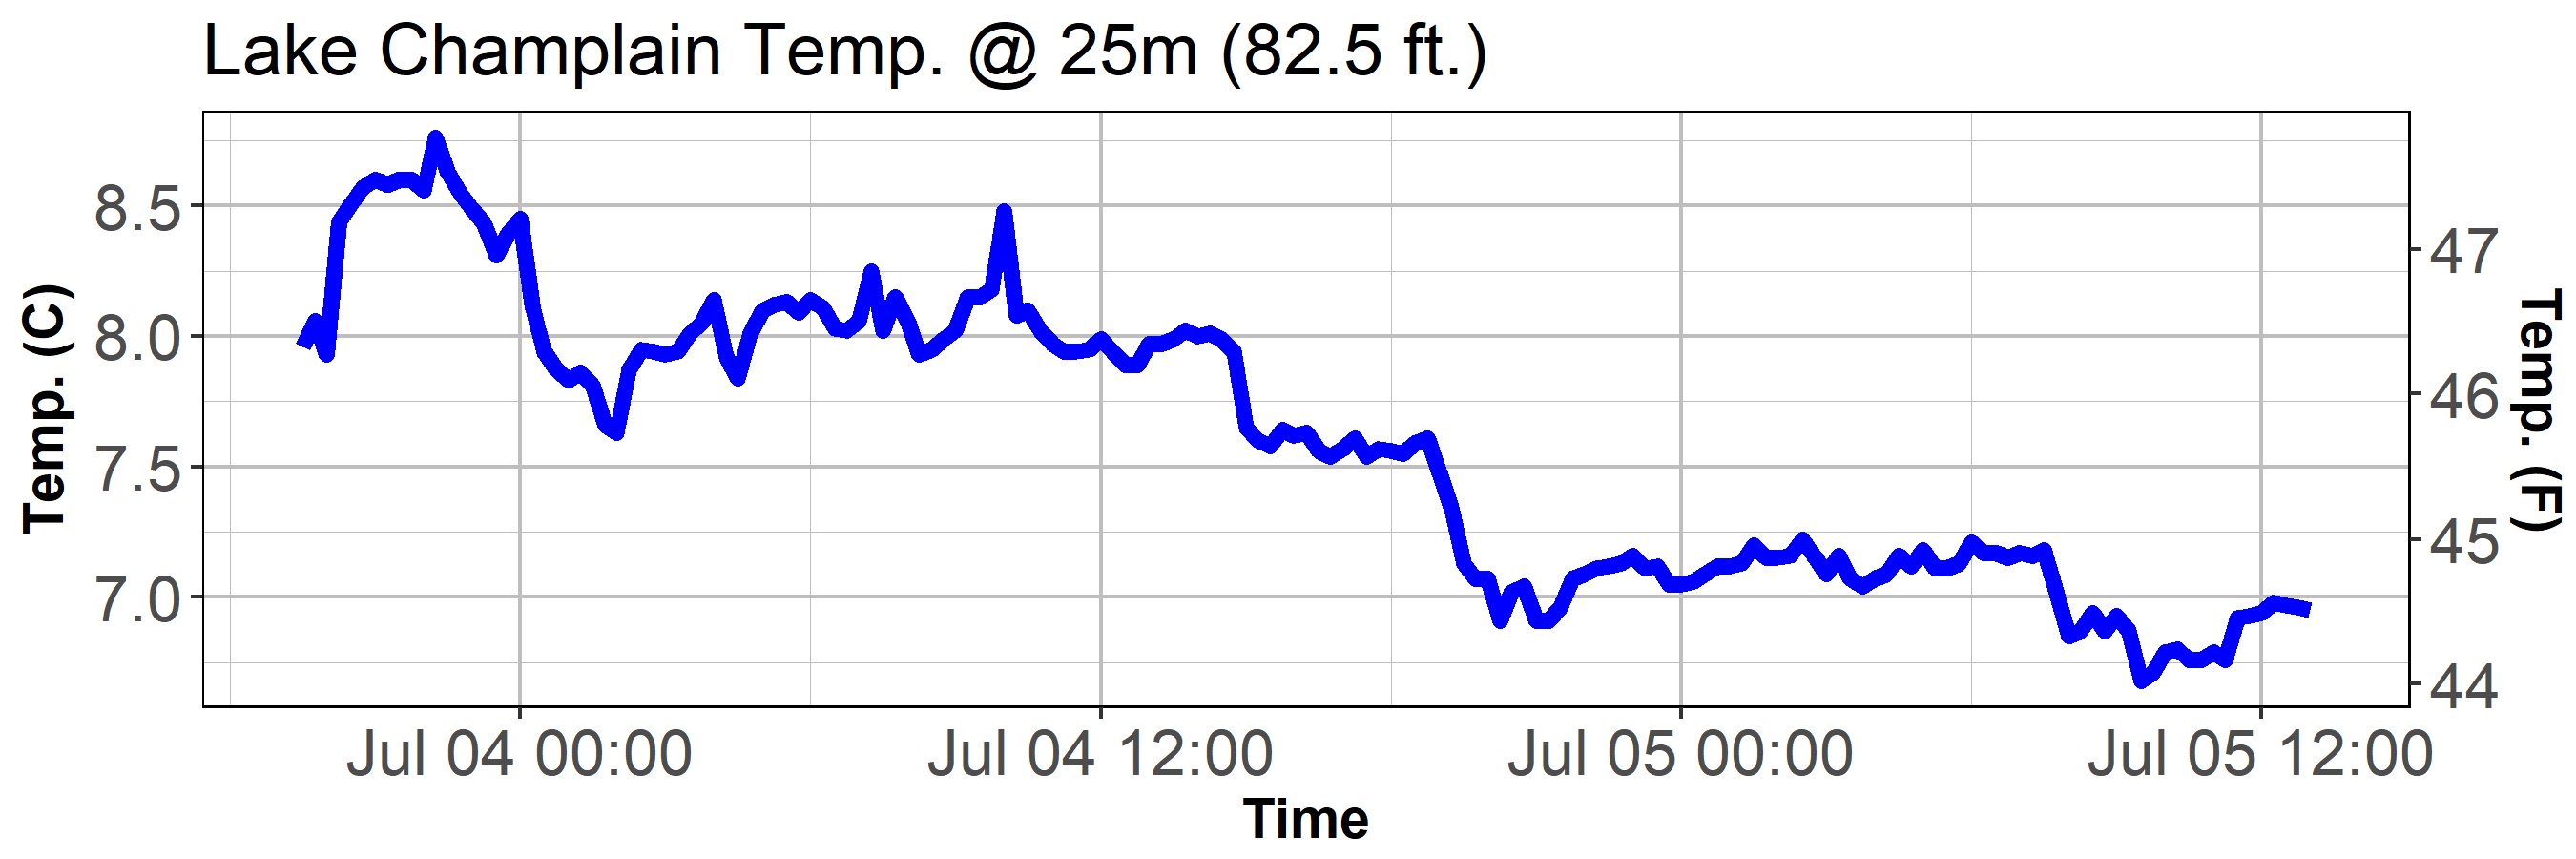 Lake Champlain Temp. @ 25m (82.5 ft.)
Temp. (C)
8.5
8.0
7.5
7.0
47
46
45
44
Temp. (F)
Jul 04 00:00
Jul 04 12:00
Jul 05 00:00
Jul 05 12:00
Time